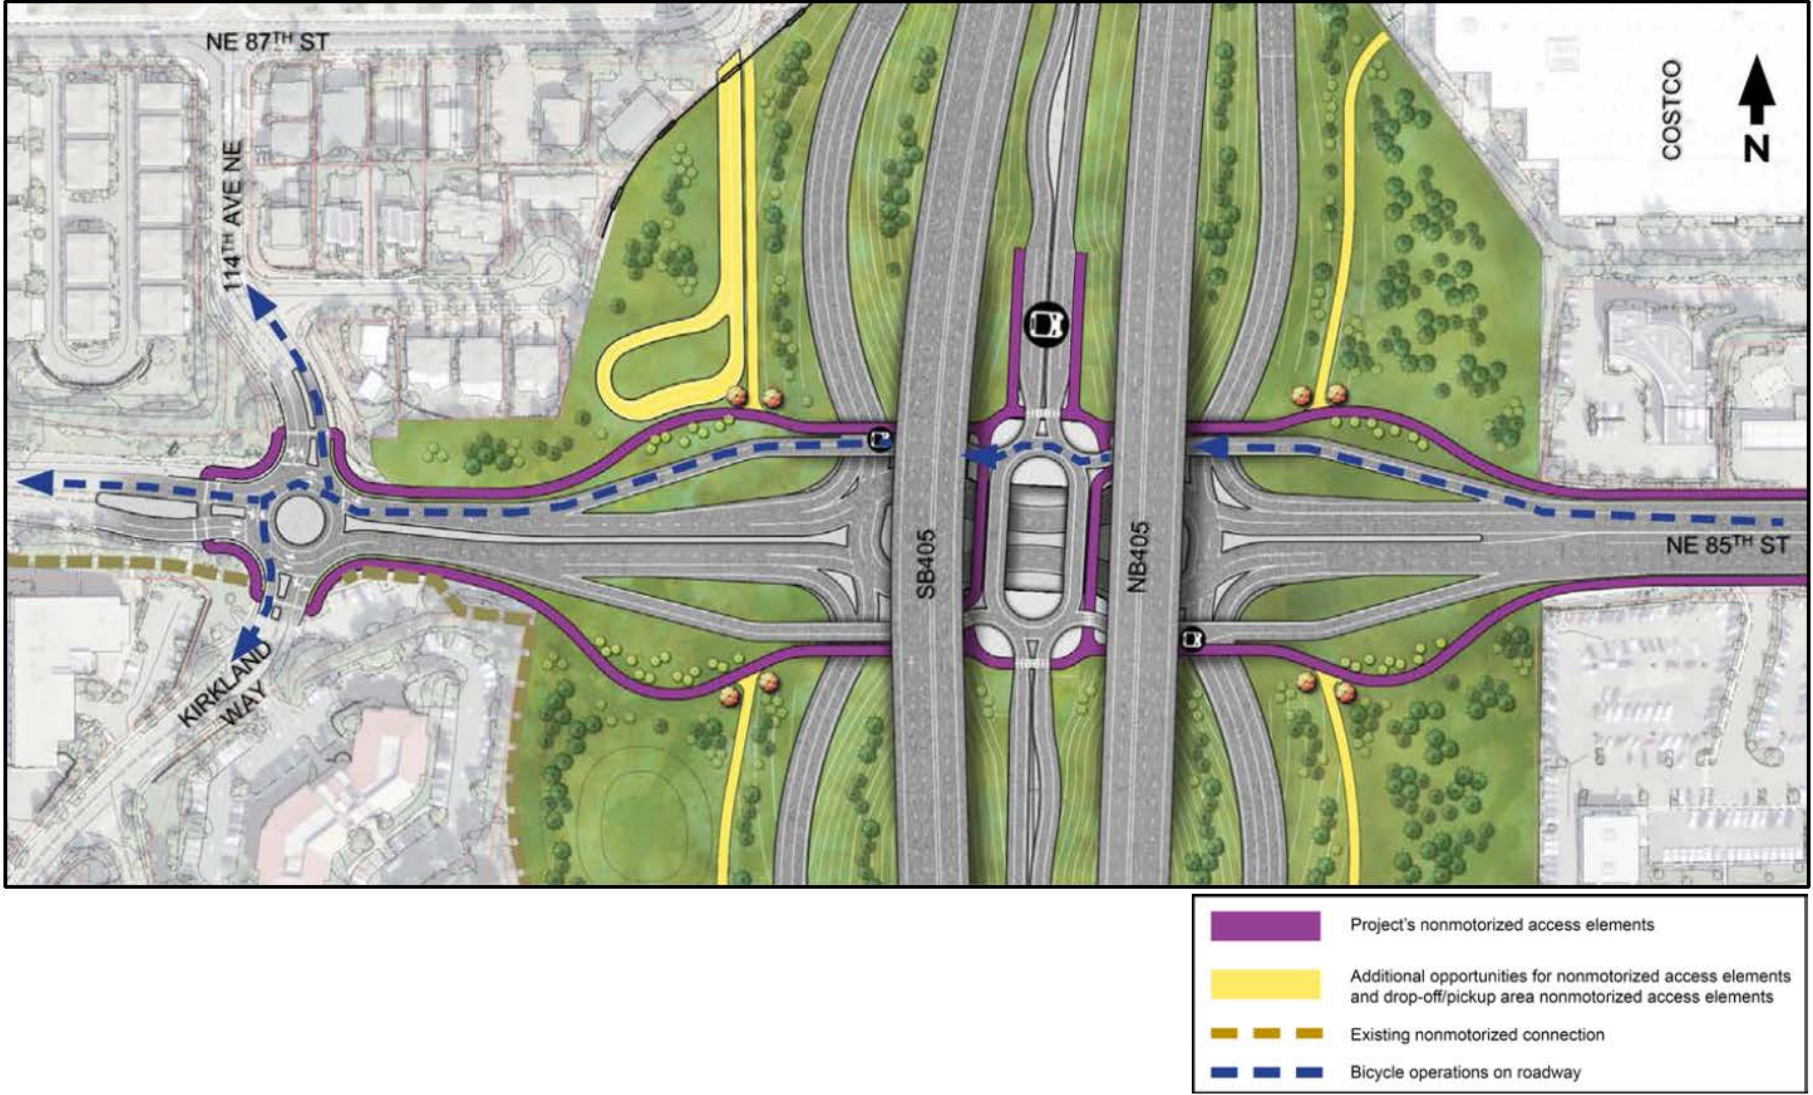 NE 87TH ST
114TH AVE NE
COSTCO
N
SB405
NB405
NE 85TH ST
KIRKLAND
WAY
Project's nonmotorized access elements
Additional opportunities for nonmotorized access elements
and drop-off/pickup area nonmotorized access elements
Existing nonmotorized connection
Bicycle operations on roadway